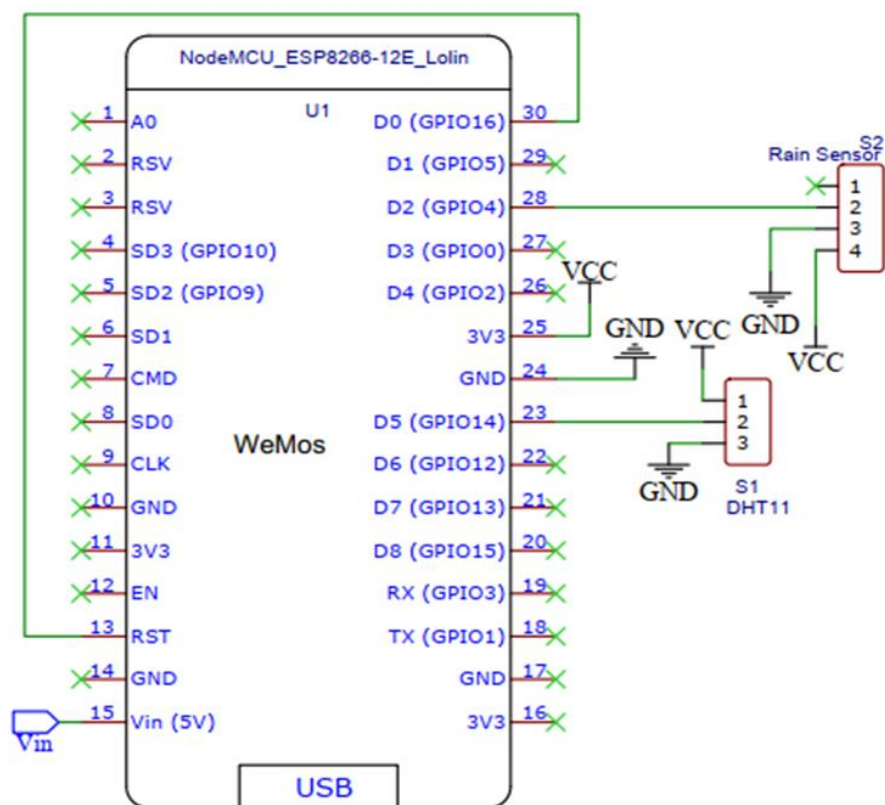 NodeMCU_ESP8266-12E_Lolin
U1
1 A0
2 RSV
3 RSV
4 SD3 (GPIO10)
5 SD2 (GPIO9)
6 SD1
7 CMD
8 SD0
9 CLK
10 GND
11 3V3
12 EN
13 RST
14 GND
15 Vin (5V)
Vin
WeMos
USB
D0 (GPIO16) 30
D1 (GPIO5) 29
D2 (GPIO4) 28
D3 (GPIO0) 27
D4 (GPIO2) 26
3V3 25
GND 24
D5 (GPIO14) 23
D6 (GPIO12) 22
D7 (GPIO13) 21
D8 (GPIO15) 20
RX (GPIO3) 19
TX (GPIO1) 18
GND 17
3V3 16
VCC
GND
S2
Rain Sensor
1
2
3
4
GND
VCC
VCC
1
2
3
GND
S1
DHT11